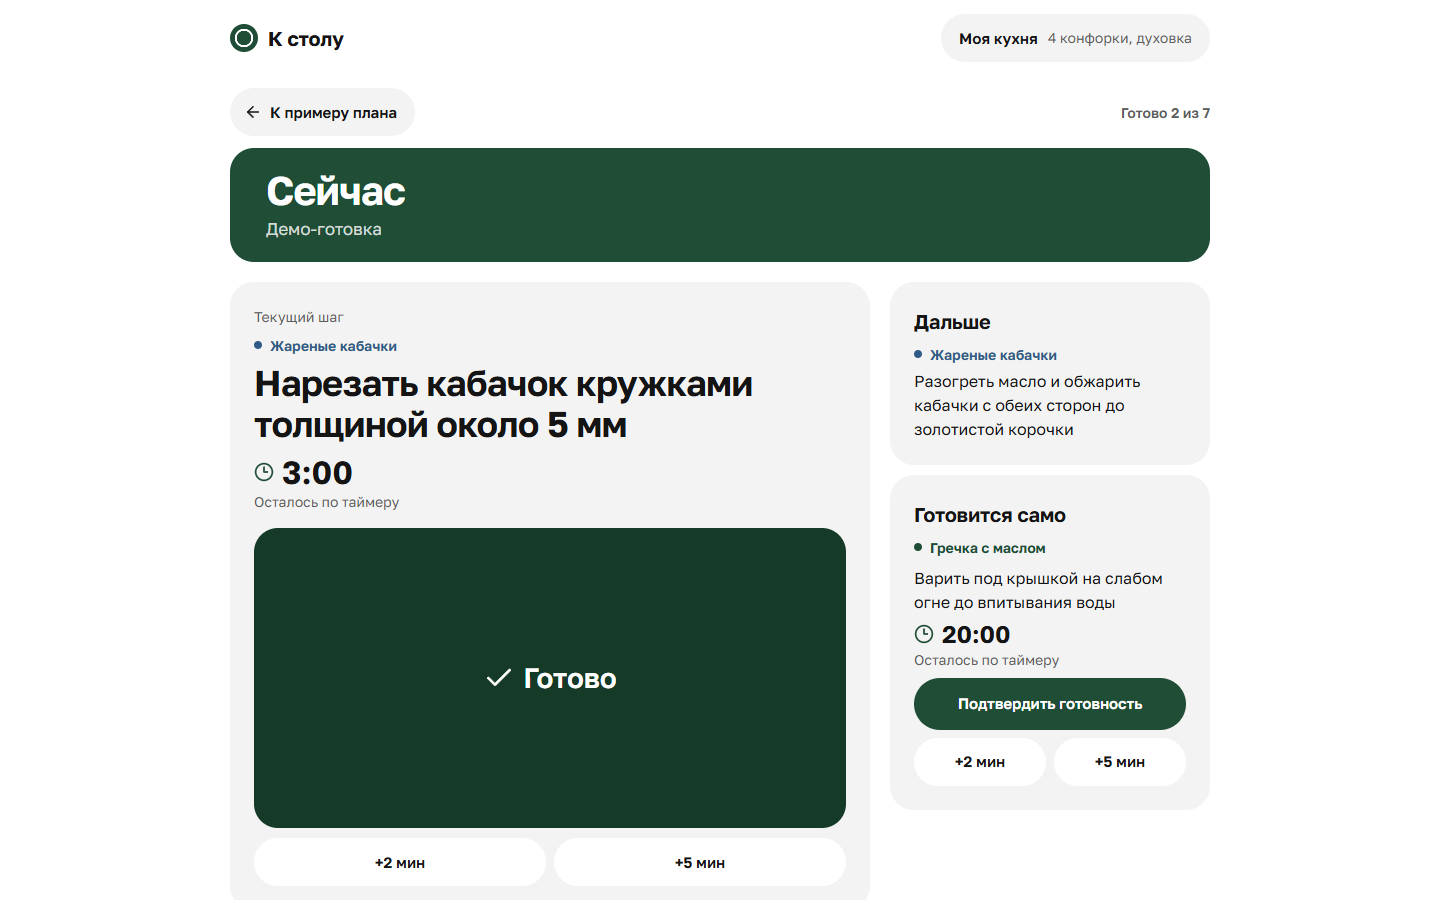 К столу
Моя кухня 4 конфорки, духовка
К примеру плана
Готово 2 из 7
Сейчас
Демо-готовка
Текущий шаг
Жареные кабачки
Нарезать кабачок кружками
толщиной около 5 мм
3:00
Осталось по таймеру
Готово
+2 мин
+5 мин
Дальше
Жареные кабачки
Разогреть масло и обжарить
кабачки с обеих сторон до
золотистой корочки
Готовится само
Гречка с маслом
Варить под крышкой на слабом
огне до впитывания воды
20:00
Осталось по таймеру
Подтвердить готовность
+2 мин
+5 мин